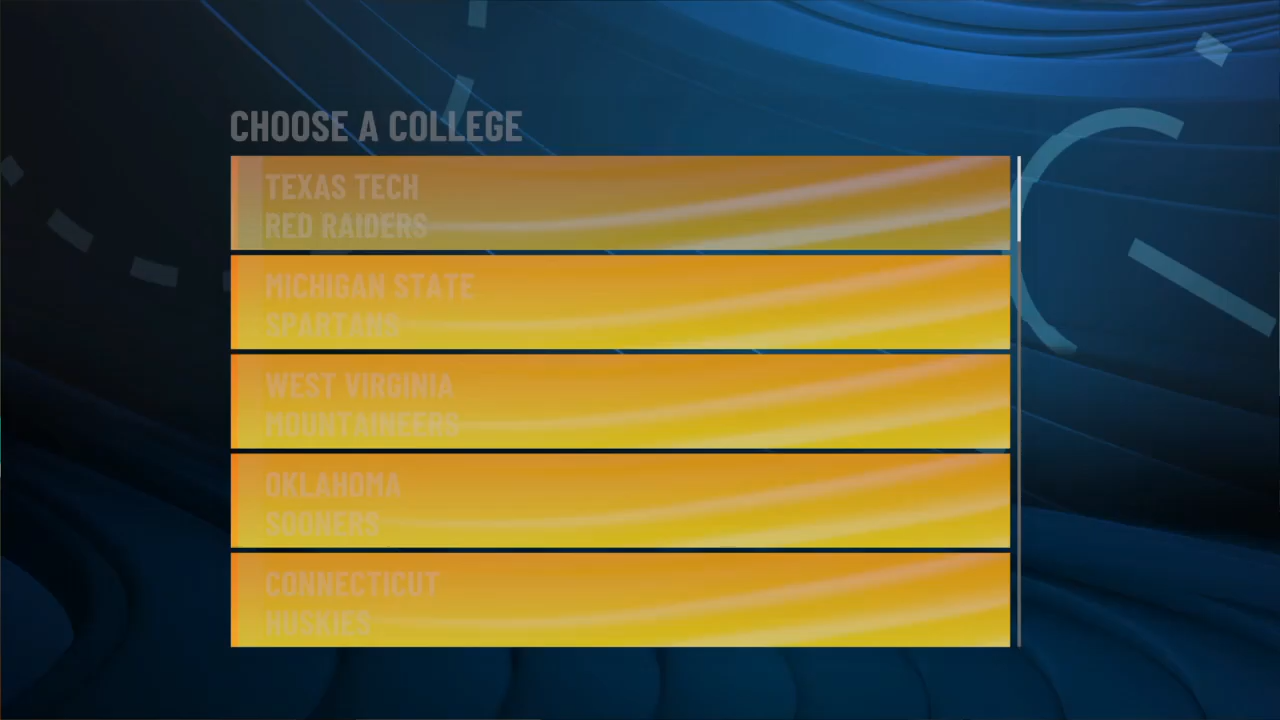 CHOOSE A COLLEGE
TEXAS TECH
RED RAIDERS
MICHIGAN STATE
SPARTANS
WEST VIRGINIA
MOUNTAINEERS
OKLAHOMA
SOONERS
CONNECTICUT
HUSKIES